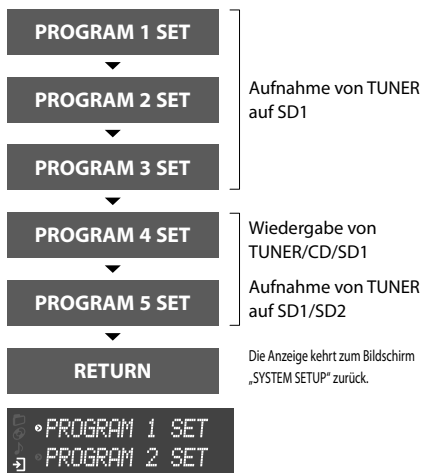 PROGRAM 1 SET
PROGRAM 2 SET
PROGRAM 3 SET
Aufnahme von TUNER
auf SD1
PROGRAM 4 SET
PROGRAM 5 SET
Wiedergabe von
TUNER/CD/SD1
Aufnahme von TUNER
auf SD1/SD2
RETURN
Die Anzeige kehrt zum Bildschirm
„SYSTEM SETUP“ zurück.
PROGRAM 1 SET
PROGRAM 2 SET